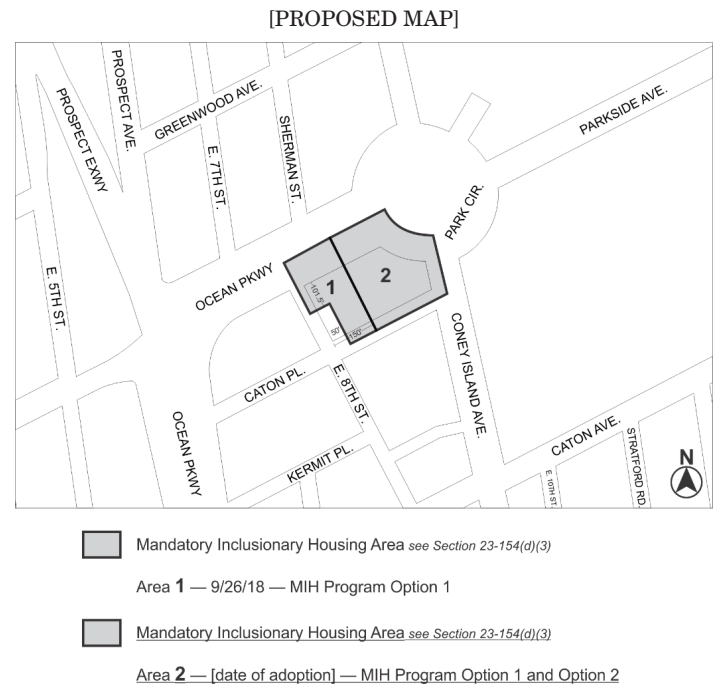 [PROPOSED MAP]
PROSPECT AVE.
GREENWOOD AVE.
PROSPECT EXWY
E. 7TH ST.
SHERMAN ST.
PARKSIDE AVE.
PARK CIR.
OCEAN PKWY
E. 5TH ST.
1
2
101.5'
50'
150'
CATON PL.
E. 8TH ST.
CONEY ISLAND AVE.
OCEAN PKWY
KERMIT PL.
CATON AVE.
E. 10TH ST.
STRATFORD RD.
N
Mandatory Inclusionary Housing Area see Section 23-154(d)(3)
Area 1 — 9/26/18 — MIH Program Option 1
Mandatory Inclusionary Housing Area see Section 23-154(d)(3)
Area 2 — [date of adoption] — MIH Program Option 1 and Option 2